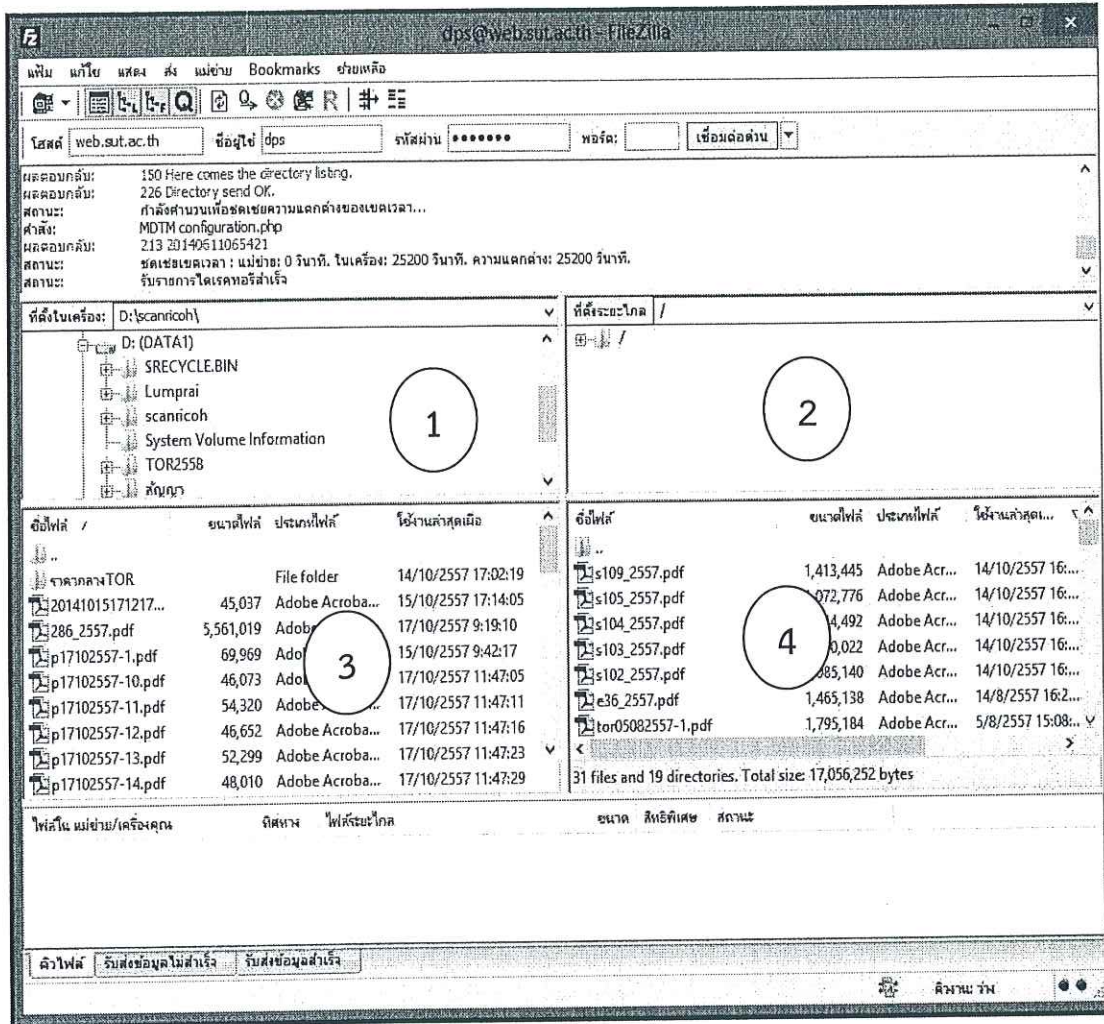 dps@web.sut.ac.th - FileZilla
แฟ้ม แก้ไข แสดง ส่ง แม่ข่าย Bookmarks ช่วยเหลือ
โฮสต์ web.sut.ac.th ชื่อผู้ใช้ dps รหัสผ่าน ●●●●●●● พอร์ต: เชื่อมต่อด่วน
ผลตอบกลับ: 150 Here comes the directory listing.
ผลตอบกลับ: 226 Directory send OK.
สถานะ: กำลังคำนวนเพื่อชดเชยความแตกต่างของเขตเวลา...
คำสั่ง: MDTM configuration.php
ผลตอบกลับ: 213 20140611065421
สถานะ: ชดเชยเขตเวลา : แม่ข่าย: 0 วินาที. ในเครื่อง: 25200 วินาที. ความแตกต่าง: 25200 วินาที.
สถานะ: รับรายการไดเรคทอรีสำเร็จ
ที่ตั้งในเครื่อง: D:\scanricoh\
D: (DATA1)
SRECYCLE.BIN
Lumprai
scanricoh
System Volume Information
TOR2558
สัญญา
1
ที่ตั้งระยะไกล /
/
2
ชื่อไฟล์ / ขนาดไฟล์ ประเภทไฟล์ ใช้งานล่าสุดเมื่อ
..
ราคากลางTOR File folder 14/10/2557 17:02:19
20141015171217... 45,037 Adobe Acroba... 15/10/2557 17:14:05
286_2557.pdf 5,561,019 Adob 17/10/2557 9:19:10
p17102557-1.pdf 69,969 Ado 15/10/2557 9:42:17
p17102557-10.pdf 46,073 Ado 17/10/2557 11:47:05
p17102557-11.pdf 54,320 Adobe 17/10/2557 11:47:11
p17102557-12.pdf 46,652 Adobe Acroba... 17/10/2557 11:47:16
p17102557-13.pdf 52,299 Adobe Acroba... 17/10/2557 11:47:23
p17102557-14.pdf 48,010 Adobe Acroba... 17/10/2557 11:47:29
3
ชื่อไฟล์ ขนาดไฟล์ ประเภทไฟล์ ใช้งานล่าสุดเ...
..
s109_2557.pdf 1,413,445 Adobe Acr... 14/10/2557 16:...
s105_2557.pdf 1,072,776 Adobe Acr... 14/10/2557 16:...
s104_2557.pdf 4,492 Adobe Acr... 14/10/2557 16:...
s103_2557.pdf 0,022 Adobe Acr... 14/10/2557 16:...
s102_2557.pdf 085,140 Adobe Acr... 14/10/2557 16:...
e36_2557.pdf 1,465,138 Adobe Acr... 14/8/2557 16:2...
tor05082557-1.pdf 1,795,184 Adobe Acr... 5/8/2557 15:08:...
4
31 files and 19 directories. Total size: 17,056,252 bytes
ไฟล์ใน แม่ข่าย/เครื่องคุณ ทิศทาง ไฟล์ระยะไกล ขนาด สิทธิพิเศษ สถานะ
คิวไฟล์ รับส่งข้อมูลไม่สำเร็จ รับส่งข้อมูลสำเร็จ
คิวงาน: ว่าง